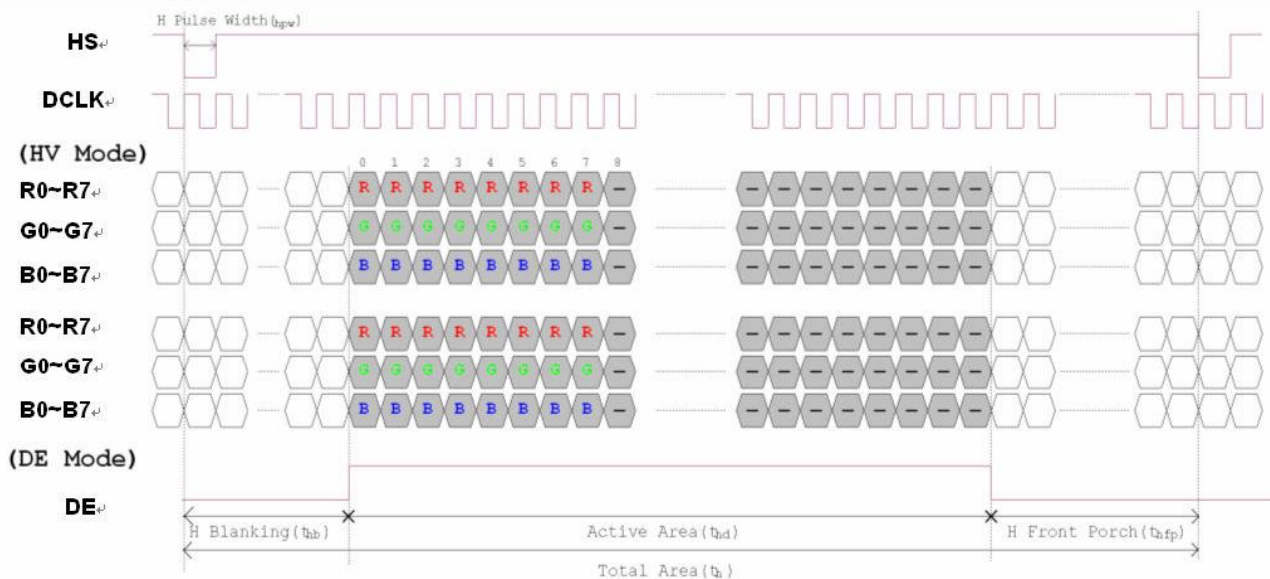 H Pulse Width(thpw)
HS
DCLK
(HV Mode)
0 1 2 3 4 5 6 7 8
R0~R7 R R R R R R R R — — — — — — — — —
G0~G7 G G G G G G G G — — — — — — — — —
B0~B7 B B B B B B B B — — — — — — — — —
R0~R7 R R R R R R R R — — — — — — — — —
G0~G7 G G G G G G G G — — — — — — — — —
B0~B7 B B B B B B B B — — — — — — — — —
(DE Mode)
DE
H Blanking(thb) Active Area(thd) H Front Porch(thfp)
Total Area(th)